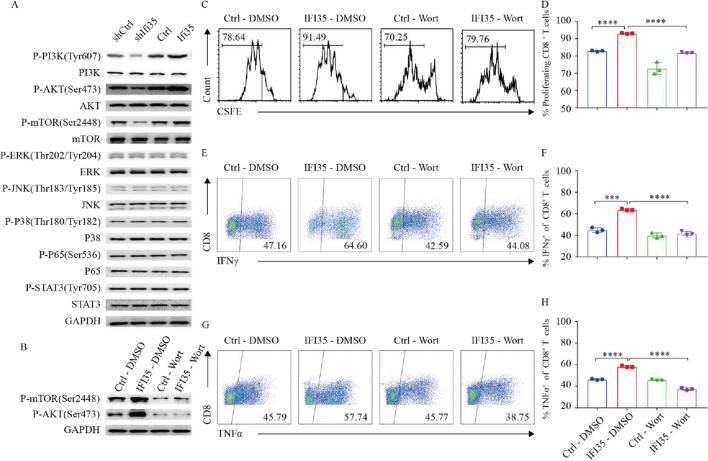 A
shCtrl shIfi35 Ctrl Ifi35
P-PI3K(Tyr607)
PI3K
P-AKT(Ser473)
AKT
P-mTOR(Ser2448)
mTOR
P-ERK(Thr202/Tyr204)
ERK
P-JNK(Thr183/Tyr185)
JNK
P-P38(Thr180/Tyr182)
P38
P-P65(Ser536)
P65
P-STAT3(Tyr705)
STAT3
GAPDH
B
Ctrl - DMSO IFI35 - DMSO Ctrl - Wort IFI35 - Wort
P-mTOR(Ser2448)
P-AKT(Ser473)
GAPDH
C
Ctrl - DMSO IFI35 - DMSO Ctrl - Wort IFI35 - Wort
78.64 91.49 70.25 79.76
Count
CSFE
D
% Proliferating CD8⁺ T cells
**** ****
100
90
80
70
60
50
E
Ctrl - DMSO IFI35 - DMSO Ctrl - Wort IFI35 - Wort
CD8
47.16 64.60 42.59 44.08
IFNγ
F
% IFNγ⁺ of CD8⁺ T cells
*** ****
100
80
60
40
20
G
Ctrl - DMSO IFI35 - DMSO Ctrl - Wort IFI35 - Wort
CD8
45.79 57.74 45.77 38.75
TNFα
H
% TNFα⁺ of CD8⁺ T cells
**** ****
100
80
60
40
20
Ctrl - DMSO IFI35 - DMSO Ctrl - Wort IFI35 - Wort